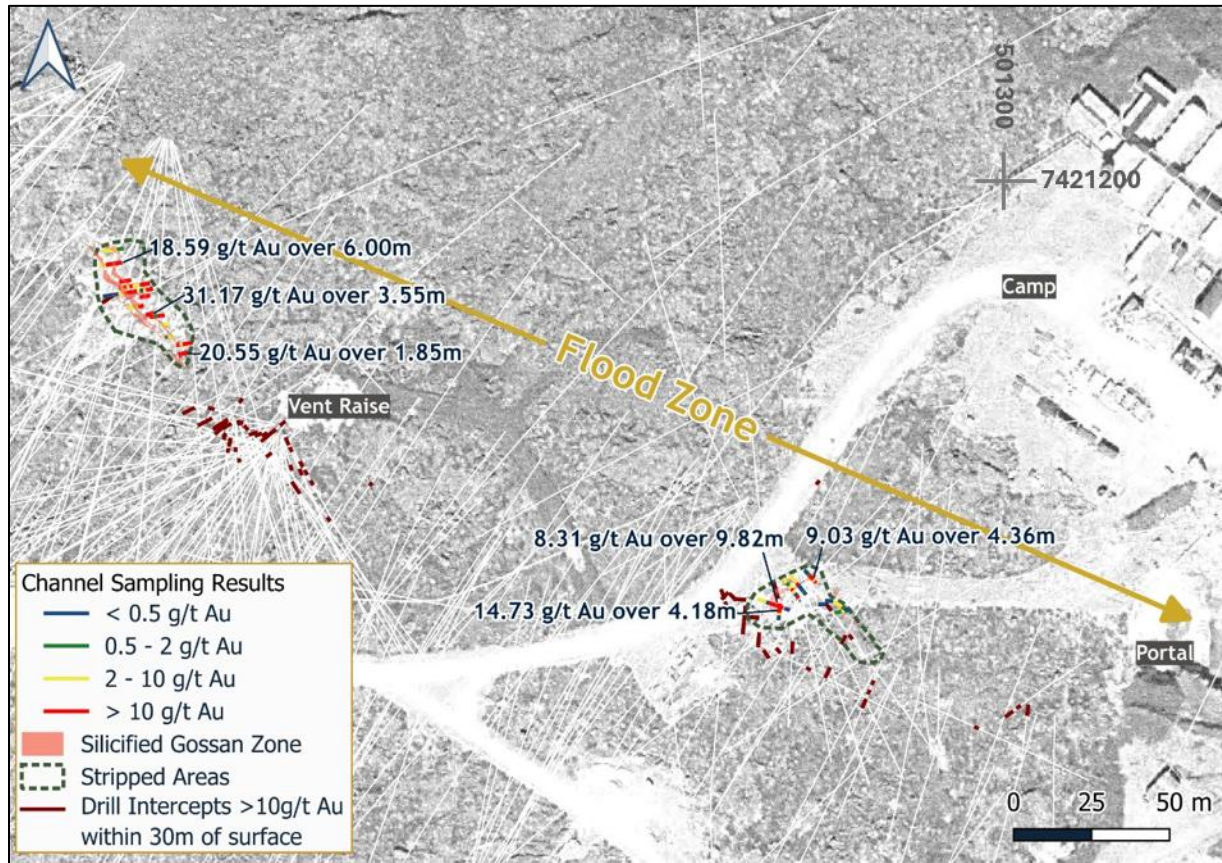 501300
7421200
18.59 g/t Au over 6.00m
31.17 g/t Au over 3.55m
20.55 g/t Au over 1.85m
Camp
Vent Raise
Flood Zone
8.31 g/t Au over 9.82m
9.03 g/t Au over 4.36m
14.73 g/t Au over 4.18m
Portal
Channel Sampling Results
< 0.5 g/t Au
0.5 - 2 g/t Au
2 - 10 g/t Au
> 10 g/t Au
Silicified Gossan Zone
Stripped Areas
Drill Intercepts >10g/t Au
within 30m of surface
0 25 50 m